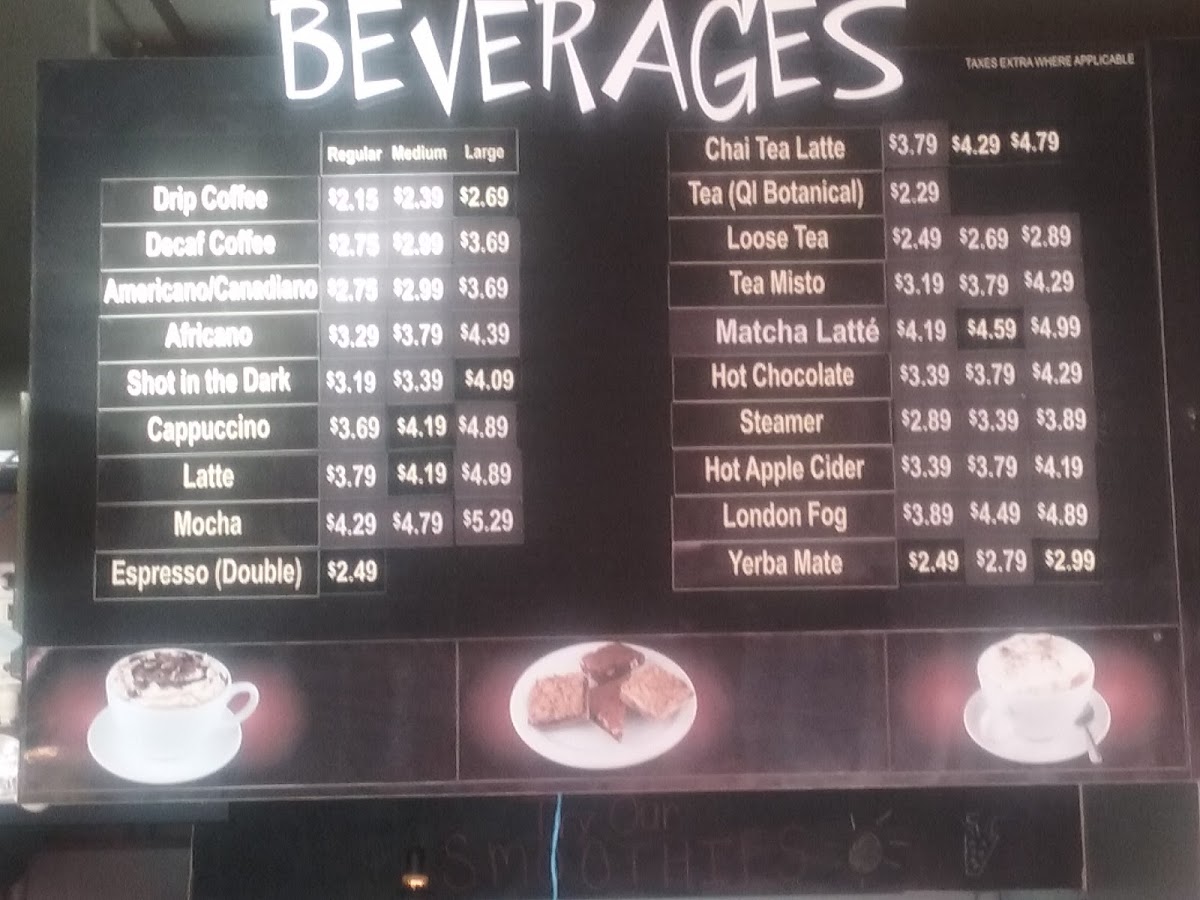 BEVERAGES
TAXES EXTRA WHERE APPLICABLE
Regular Medium Large
Drip Coffee $2.15 $2.39 $2.69
Decaf Coffee $2.75 $2.99 $3.69
Americano/Canadiano $2.75 $2.99 $3.69
Africano $3.29 $3.79 $4.39
Shot in the Dark $3.19 $3.39 $4.09
Cappuccino $3.69 $4.19 $4.89
Latte $3.79 $4.19 $4.89
Mocha $4.29 $4.79 $5.29
Espresso (Double) $2.49
Chai Tea Latte $3.79 $4.29 $4.79
Tea (QI Botanical) $2.29
Loose Tea $2.49 $2.69 $2.89
Tea Misto $3.19 $3.79 $4.29
Matcha Latté $4.19 $4.59 $4.99
Hot Chocolate $3.39 $3.79 $4.29
Steamer $2.89 $3.39 $3.89
Hot Apple Cider $3.39 $3.79 $4.19
London Fog $3.89 $4.49 $4.89
Yerba Mate $2.49 $2.79 $2.99
Our
SMOOTHIES